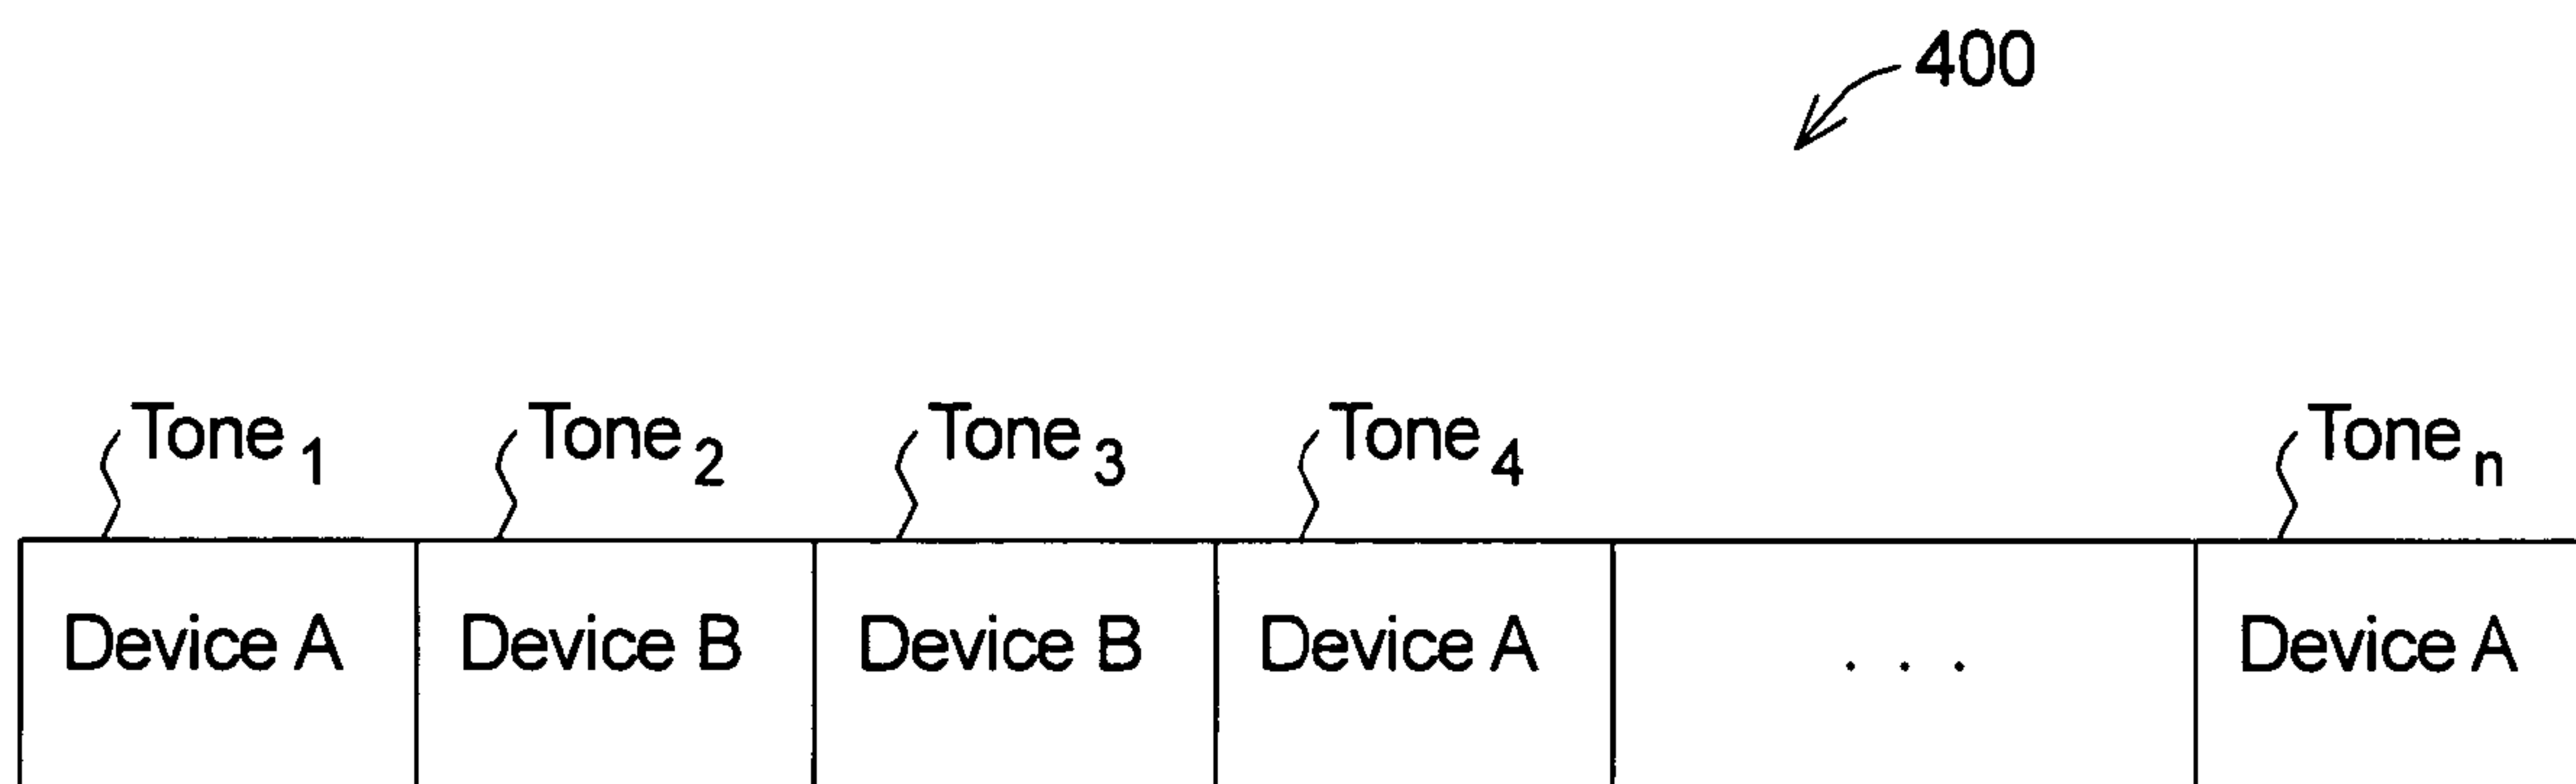 400
Tone 1 Tone 2 Tone 3 Tone 4 Tone n
Device A Device B Device B Device A . . . Device A